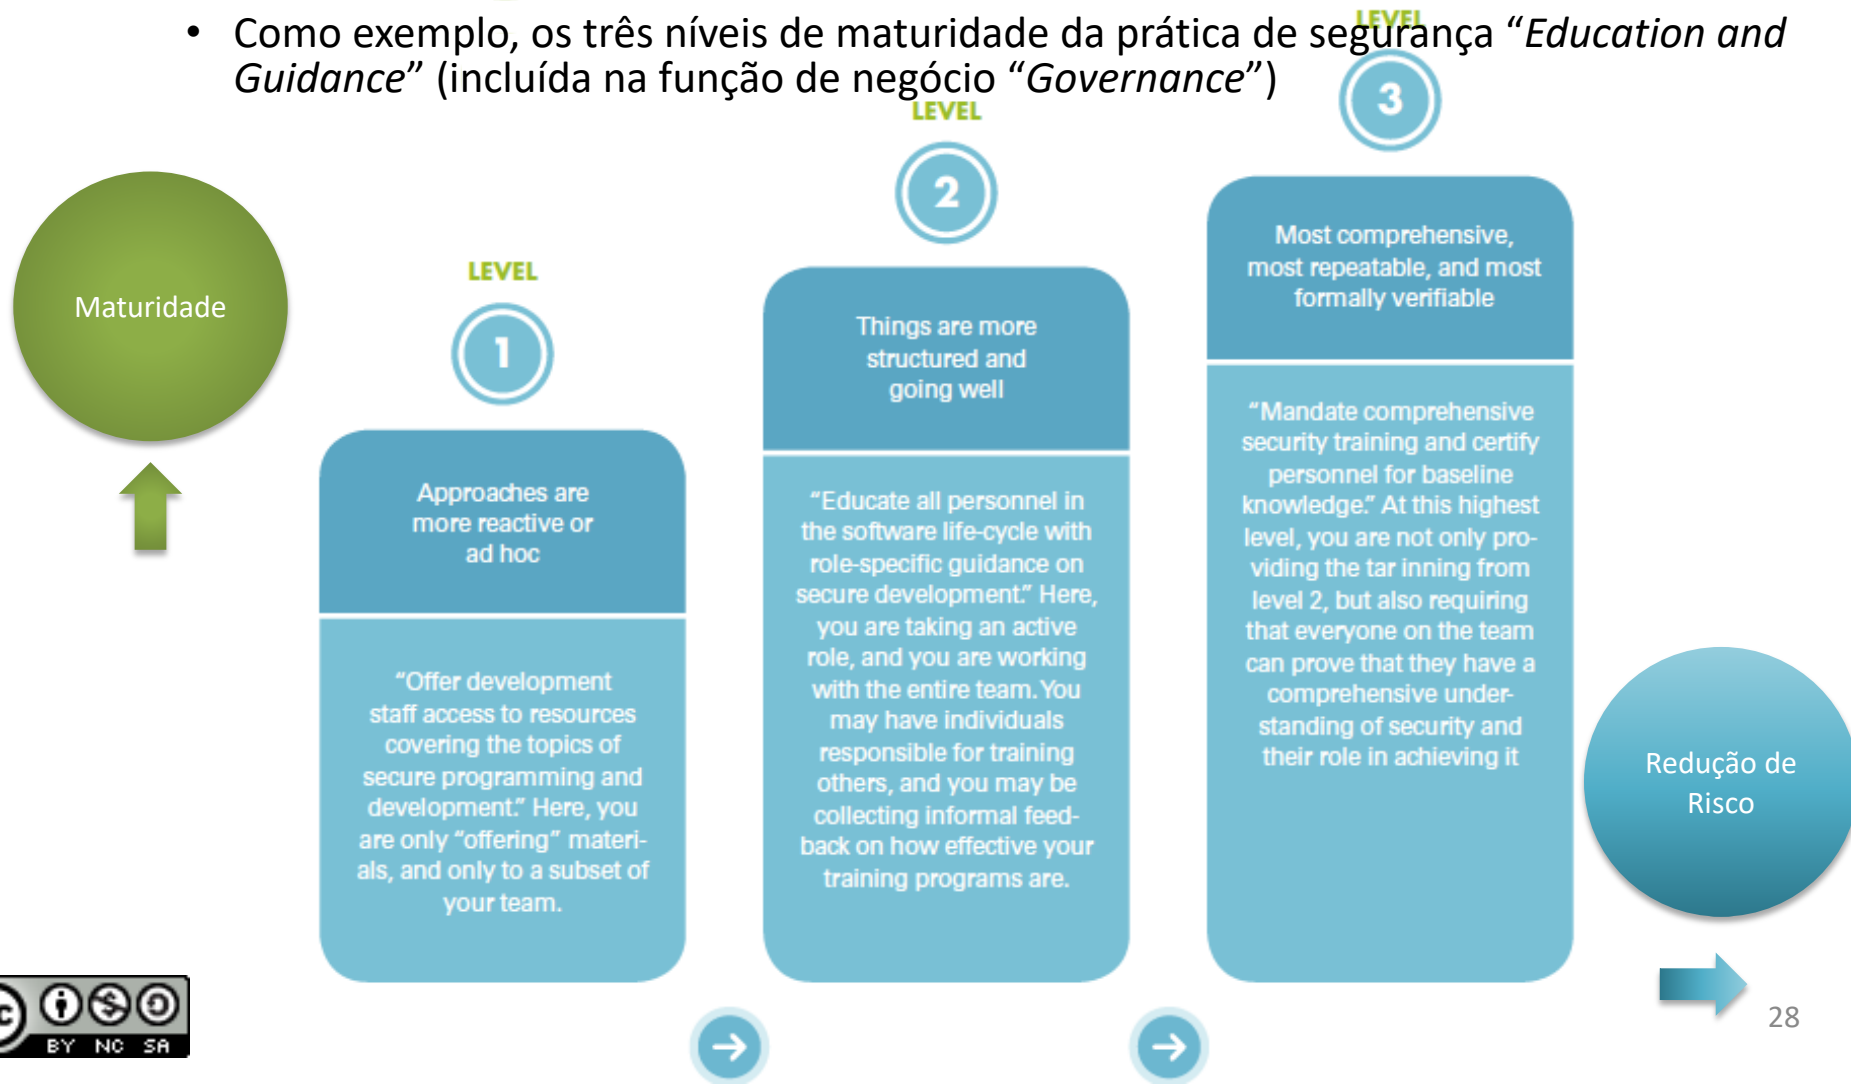 • Como exemplo, os três níveis de maturidade da prática de segurança “Education and
Guidance” (incluída na função de negócio “Governance”)
Maturidade
LEVEL
1
Approaches are
more reactive or
ad hoc
“Offer development
staff access to resources
covering the topics of
secure programming and
development.” Here, you
are only “offering” materi-
als, and only to a subset of
your team.
LEVEL
2
Things are more
structured and
going well
“Educate all personnel in
the software life-cycle with
role-specific guidance on
secure development.” Here,
you are taking an active
role, and you are working
with the entire team. You
may have individuals
responsible for training
others, and you may be
collecting informal feed-
back on how effective your
training programs are.
LEVEL
3
Most comprehensive,
most repeatable, and most
formally verifiable
“Mandate comprehensive
security training and certify
personnel for baseline
knowledge.” At this highest
level, you are not only pro-
viding the tar inning from
level 2, but also requiring
that everyone on the team
can prove that they have a
comprehensive under-
standing of security and
their role in achieving it
Redução de
Risco
cc
BY NC SA
28